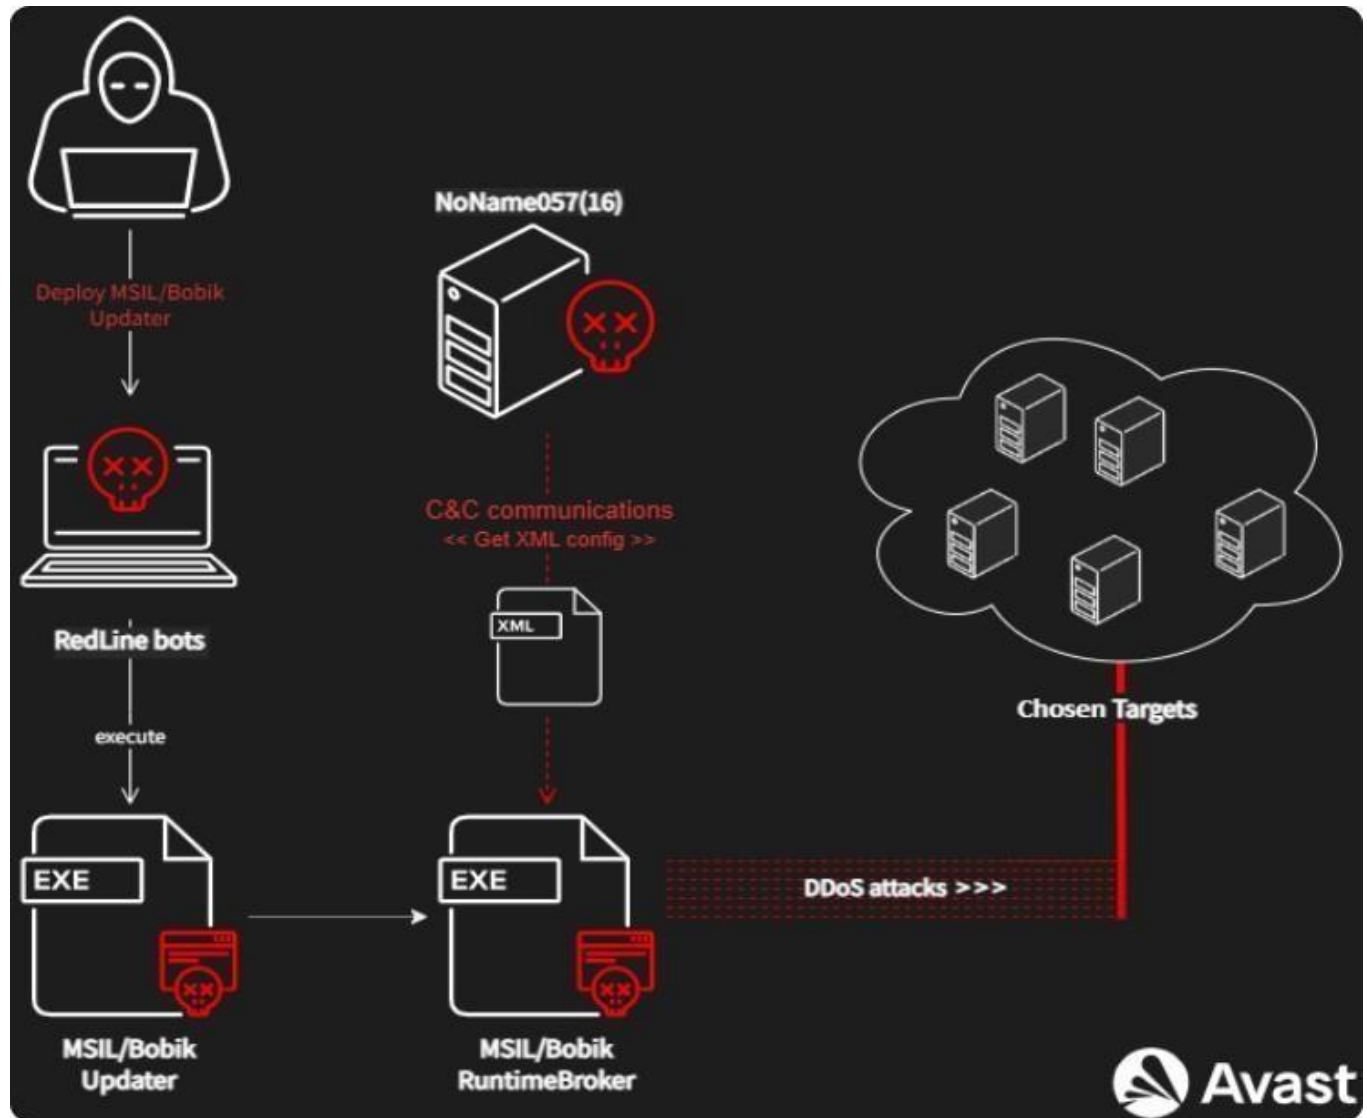 NoName057(16)
Deploy MSIL/Bobik
Updater
C&C communications
<< Get XML config >>
XML
RedLine bots
execute
Chosen Targets
EXE
EXE
DDoS attacks >>>
MSIL/Bobik
Updater
MSIL/Bobik
RuntimeBroker
Avast